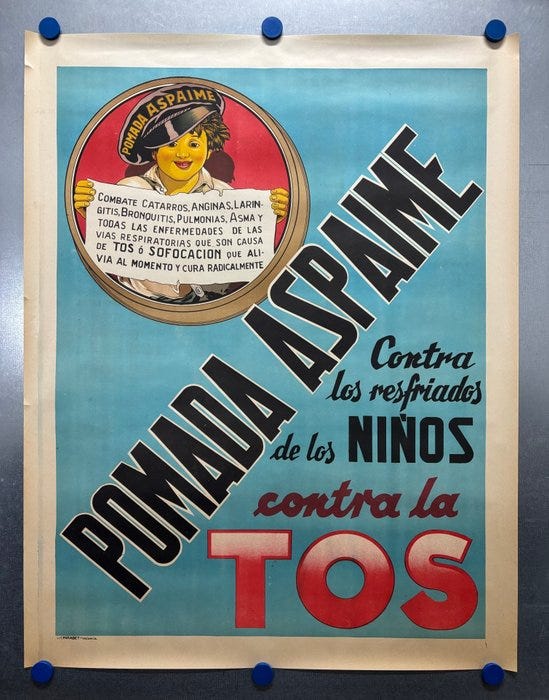 POMADA ASPAIME
COMBATE CATARROS, ANGINAS, LARIN-
GITIS, BRONQUITIS, PULMONIAS, ASMA Y
TODAS LAS ENFERMEDADES DE LAS
VIAS RESPIRATORIAS QUE SON CAUSA
DE TOS ó SOFOCACION QUE ALI-
VIA AL MOMENTO Y CURA RADICALMENTE
POMADA ASPAIME
Contra
los resfriados
de los NIÑOS
contra la
TOS